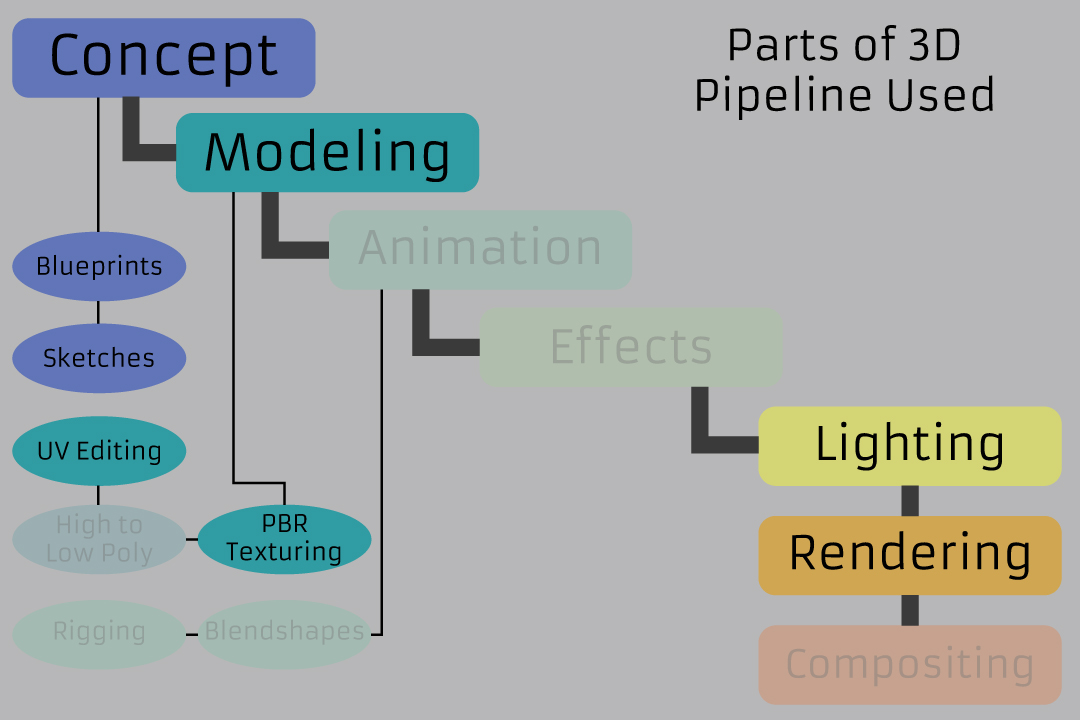 Concept
Parts of 3D
Pipeline Used
Modeling
Animation
Blueprints
Effects
Sketches
Lighting
UV Editing
High to
Low Poly
PBR
Texturing
Rendering
Rigging
Blendshapes
Compositing